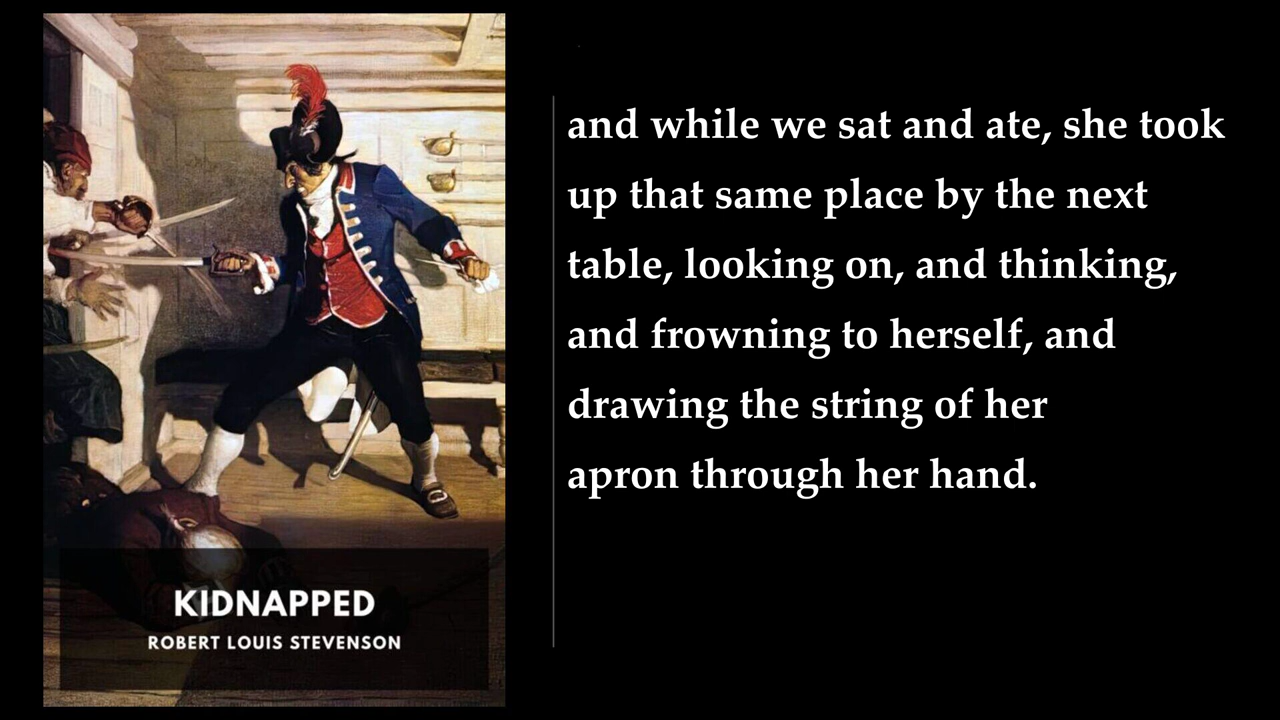 KIDNAPPED
ROBERT LOUIS STEVENSON
and while we sat and ate, she took
up that same place by the next
table, looking on, and thinking,
and frowning to herself, and
drawing the string of her
apron through her hand.